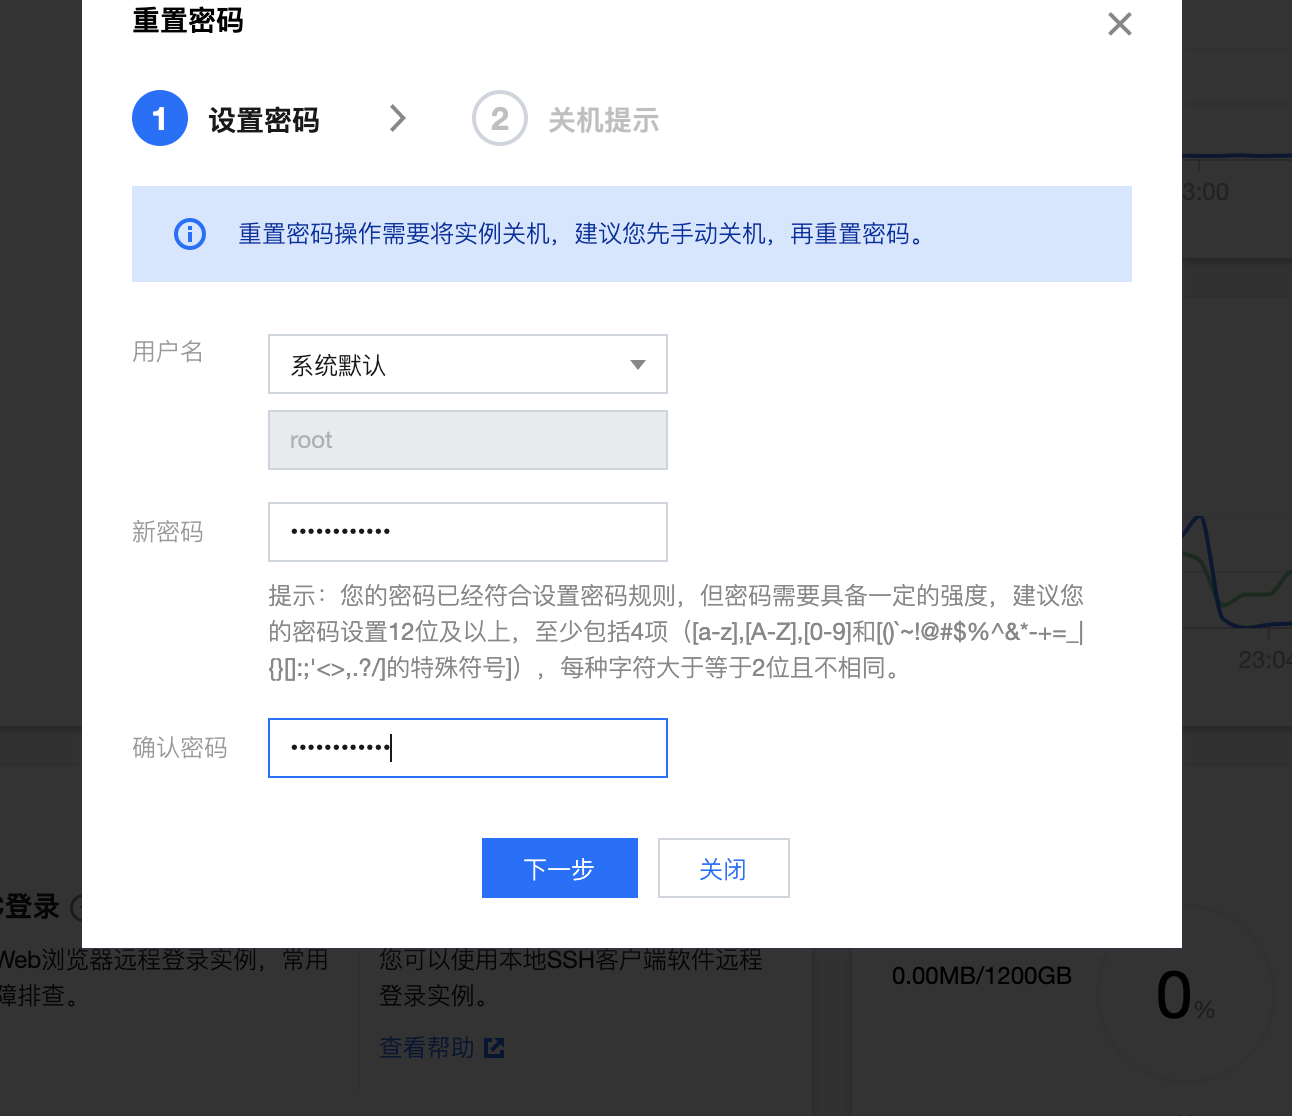 重置密码
1 设置密码 2 关机提示
3:00
重置密码操作需要将实例关机，建议您先手动关机，再重置密码。
用户名 系统默认
root
新密码 ••••••••••••
提示：您的密码已经符合设置密码规则，但密码需要具备一定的强度，建议您
的密码设置12位及以上，至少包括4项（[a-z],[A-Z],[0-9]和[()`~!@#$%^&*-+=_|
{}[]:;'<>,.?/]的特殊符号]），每种字符大于等于2位且不相同。
23:04
确认密码 ••••••••••••
下一步 关闭
登录
Web浏览器远程登录实例，常用
障排查。
您可以使用本地SSH客户端软件远程
登录实例。
查看帮助
0.00MB/1200GB
0%